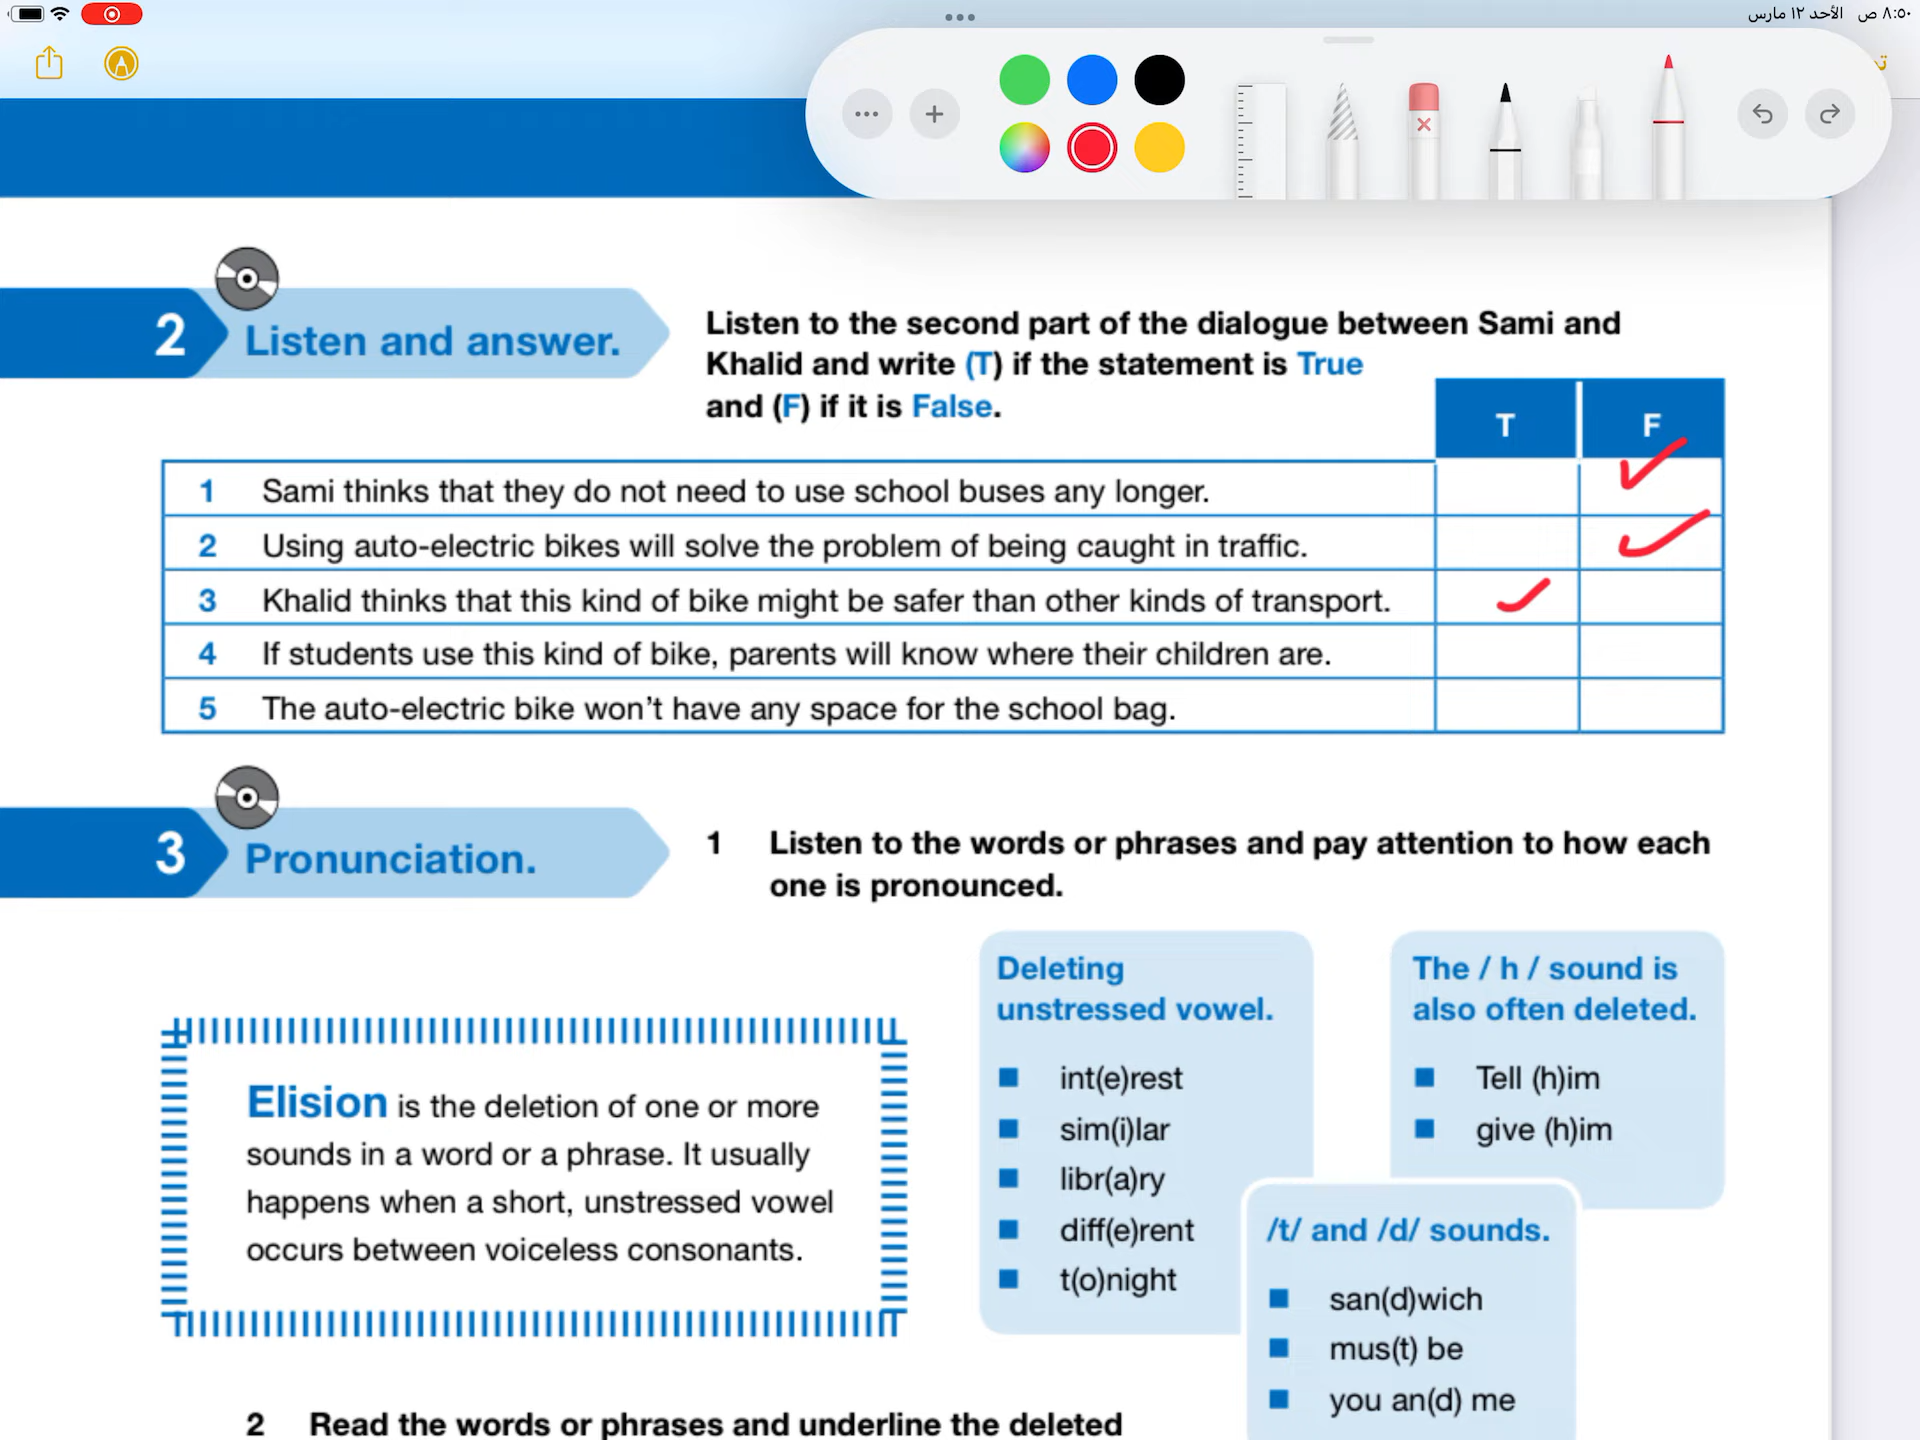 ٨:٥٠ ص الأحد ١٢ مارس
2 Listen and answer.
Listen to the second part of the dialogue between Sami and
Khalid and write (T) if the statement is True
and (F) if it is False.
T F
1 Sami thinks that they do not need to use school buses any longer.
2 Using auto-electric bikes will solve the problem of being caught in traffic.
3 Khalid thinks that this kind of bike might be safer than other kinds of transport.
4 If students use this kind of bike, parents will know where their children are.
5 The auto-electric bike won't have any space for the school bag.
3 Pronunciation.
1 Listen to the words or phrases and pay attention to how each
one is pronounced.
Elision is the deletion of one or more
sounds in a word or a phrase. It usually
happens when a short, unstressed vowel
occurs between voiceless consonants.
Deleting
unstressed vowel.
int(e)rest
sim(i)lar
libr(a)ry
diff(e)rent
t(o)night
The / h / sound is
also often deleted.
Tell (h)im
give (h)im
/t/ and /d/ sounds.
san(d)wich
mus(t) be
you an(d) me
2 Read the words or phrases and underline the deleted